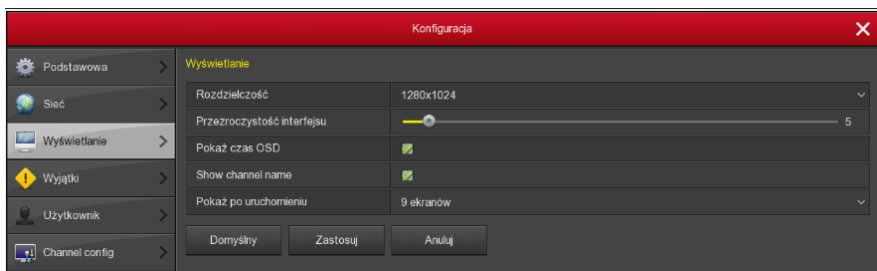 Konfiguracja
Podstawowa
Sieć
Wyświetlanie
Wyjątki
Użytkownik
Channel config
Wyświetlanie
Rozdzielczość 1280x1024
Przezroczystość interfejsu 5
Pokaż czas OSD
Show channel name
Pokaż po uruchomieniu 9 ekranów
Domyślny Zastosuj Anuluj